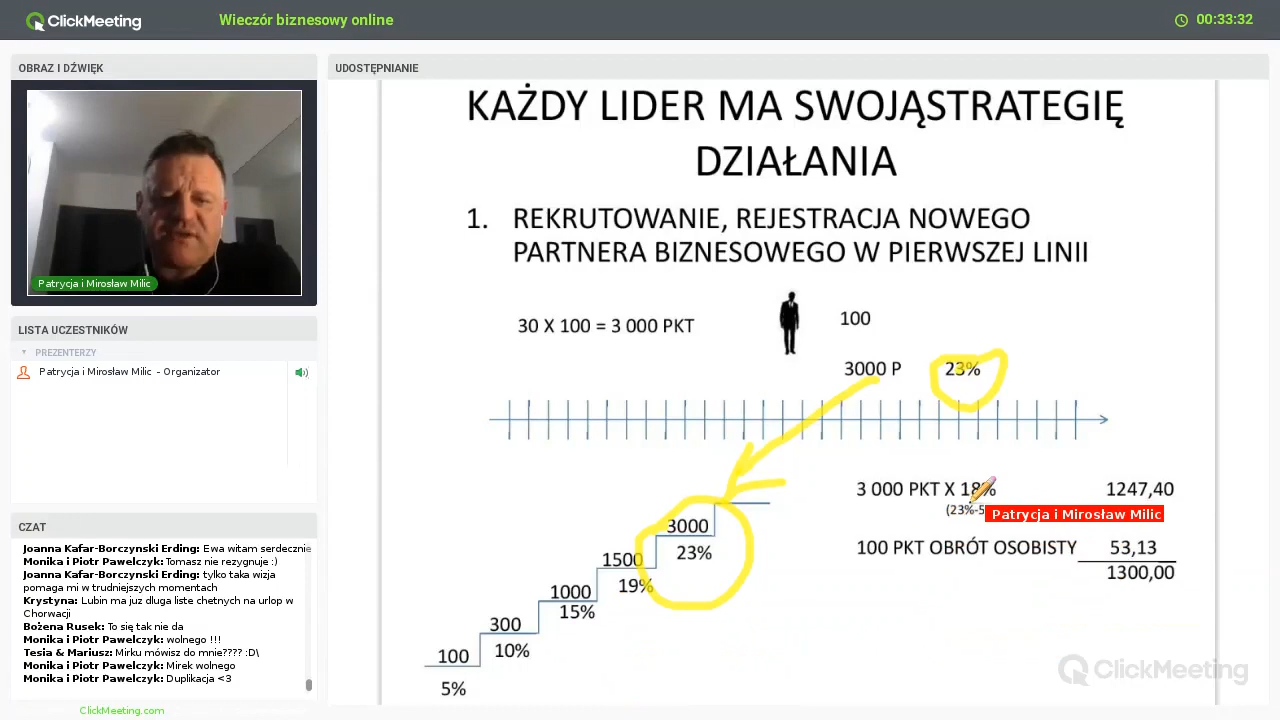 ClickMeeting
Wieczór biznesowy online
00:33:32
OBRAZ I DŹWIĘK
Patrycja i Mirosław Milic
LISTA UCZESTNIKÓW
PREZENTERZY
Patrycja i Mirosław Milic - Organizator
CZAT
Joanna Kafar-Borczynski Erding: Ewa witam serdecznie
Monika i Piotr Pawelczyk: Tomasz nie rezygnuje :)
Joanna Kafar-Borczynski Erding: tylko taka wizja
pomaga mi w trudniejszych momentach
Krystyna: Lubin ma juz dluga liste chetnych na urlop w
Chorwacji
Bożena Rusek: To się tak nie da
Monika i Piotr Pawelczyk: wolnego !!!
Tesia & Mariusz: Mirku mówisz do mnie???? :D\
Monika i Piotr Pawelczyk: Mirek wolnego
Monika i Piotr Pawelczyk: Duplikacja <3
ClickMeeting.com
UDOSTĘPNIANIE
KAŻDY LIDER MA SWOJĄSTRATEGIĘ
DZIAŁANIA
1. REKRUTOWANIE, REJESTRACJA NOWEGO
PARTNERA BIZNESOWEGO W PIERWSZEJ LINII
30 X 100 = 3 000 PKT
100
3000 P 23%
3 000 PKT X 18% 1247,40
(23%-5
Patrycja i Mirosław Milic
100 PKT OBRÓT OSOBISTY 53,13
1300,00
3000
23%
1500
19%
1000
15%
300
10%
100
5%
ClickMeeting